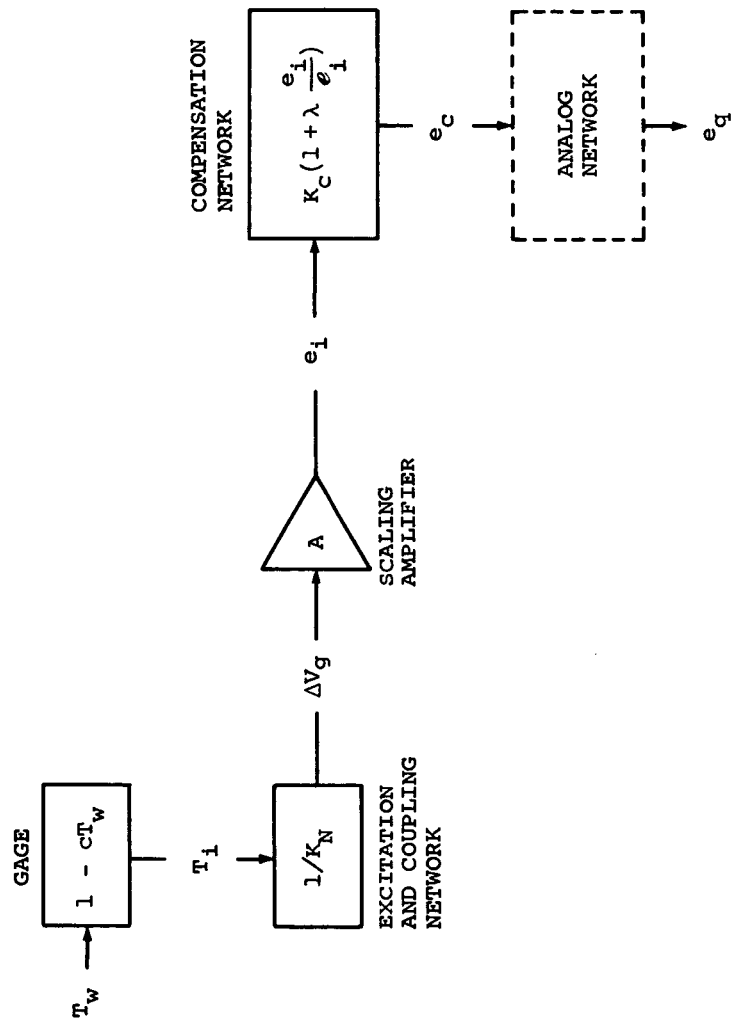 T_w
GAGE
1 - cT_w
T_i
1/K_N
EXCITATION
AND COUPLING
NETWORK
ΔV_g
A
SCALING
AMPLIFIER
e_i
COMPENSATION
NETWORK
K_c(1 + λ e_i/ℯ_i)
e_c
ANALOG
NETWORK
e_q